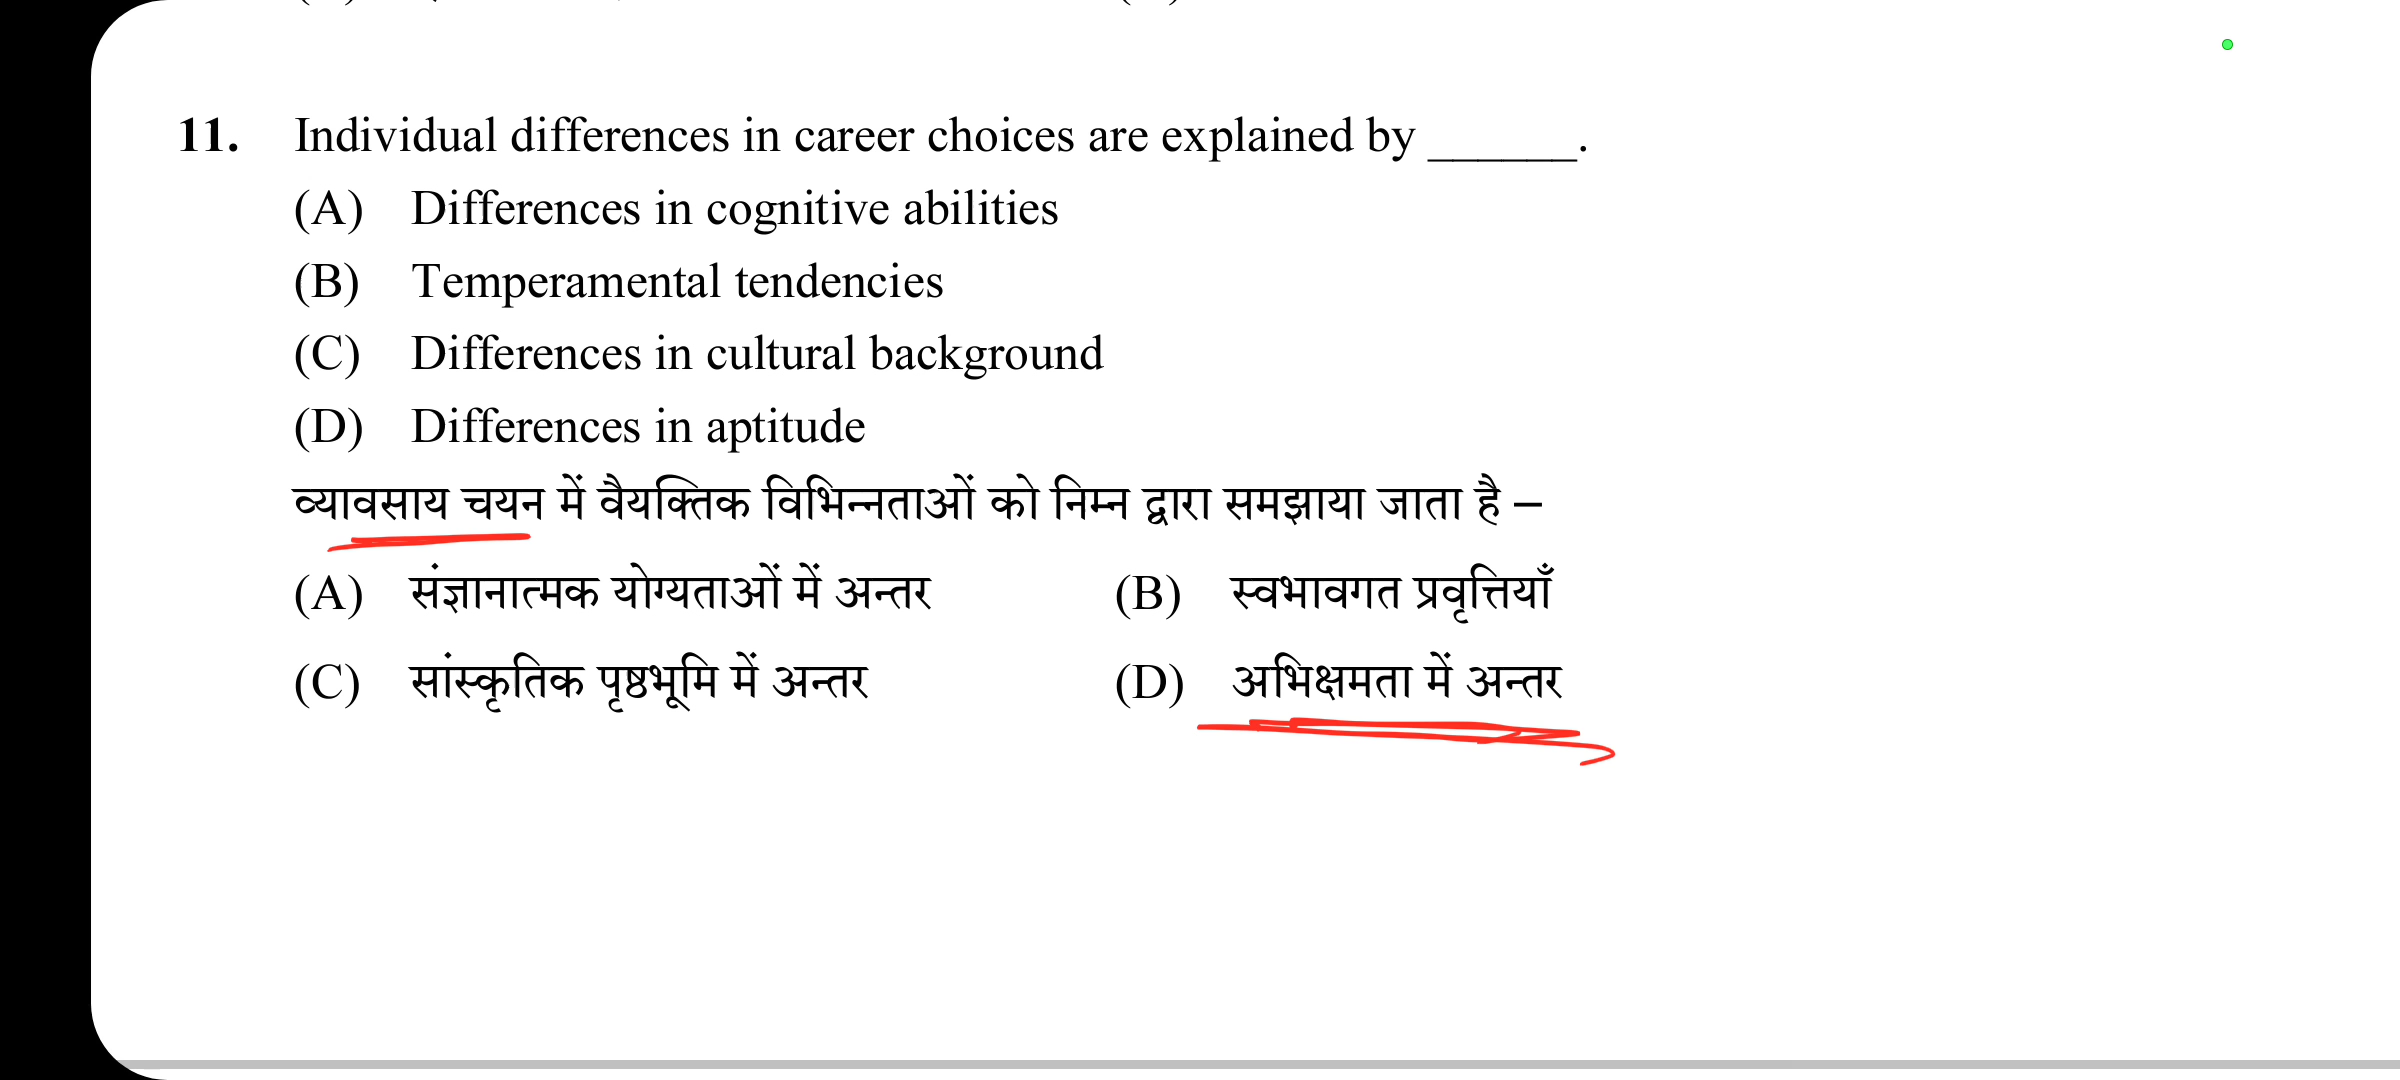 11. Individual differences in career choices are explained by ______.
(A) Differences in cognitive abilities
(B) Temperamental tendencies
(C) Differences in cultural background
(D) Differences in aptitude
व्यावसाय चयन में वैयक्तिक विभिन्नताओं को निम्न द्वारा समझाया जाता है –
(A) संज्ञानात्मक योग्यताओं में अन्तर (B) स्वभावगत प्रवृत्तियाँ
(C) सांस्कृतिक पृष्ठभूमि में अन्तर (D) अभिक्षमता में अन्तर